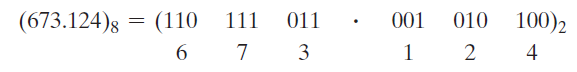 (673.124)₈ = (110 111 011 · 001 010 100)₂
6 7 3 1 2 4